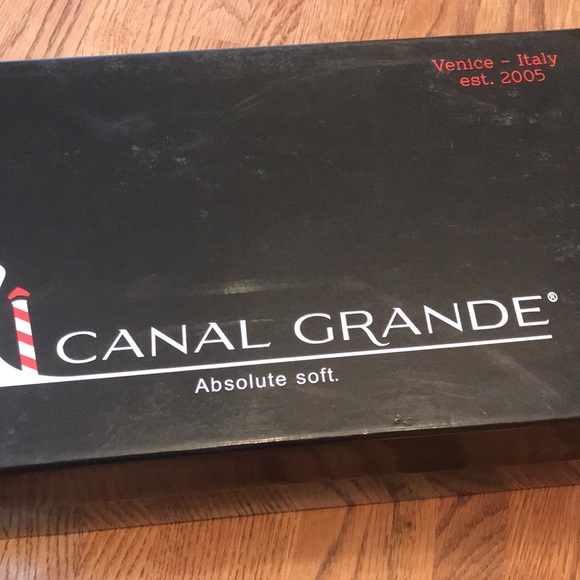 Venice - Italy
est. 2005
CANAL GRANDE®
Absolute soft.